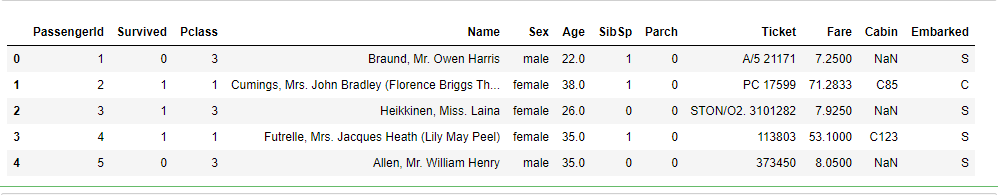 PassengerId Survived Pclass Name Sex Age SibSp Parch Ticket Fare Cabin Embarked
0 1 0 3 Braund, Mr. Owen Harris male 22.0 1 0 A/5 21171 7.2500 NaN S
1 2 1 1 Cumings, Mrs. John Bradley (Florence Briggs Th... female 38.0 1 0 PC 17599 71.2833 C85 C
2 3 1 3 Heikkinen, Miss. Laina female 26.0 0 0 STON/O2. 3101282 7.9250 NaN S
3 4 1 1 Futrelle, Mrs. Jacques Heath (Lily May Peel) female 35.0 1 0 113803 53.1000 C123 S
4 5 0 3 Allen, Mr. William Henry male 35.0 0 0 373450 8.0500 NaN S